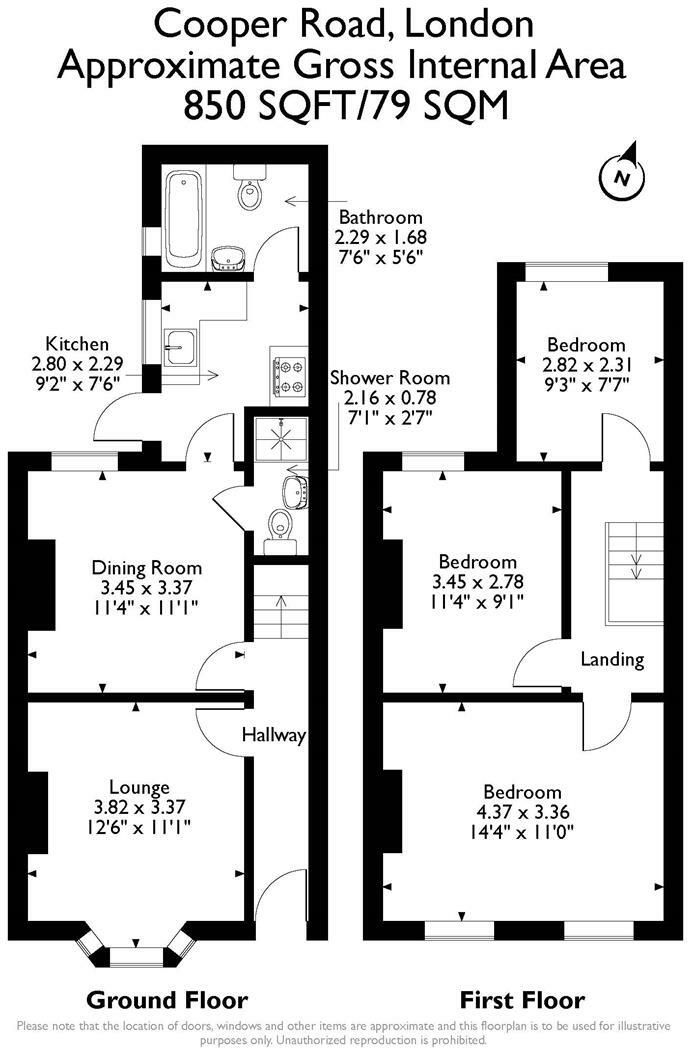 Cooper Road, London
Approximate Gross Internal Area
850 SQFT/79 SQM
N
Bathroom
2.29 x 1.68
7'6" x 5'6"
Kitchen
2.80 x 2.29
9'2" x 7'6"
Shower Room
2.16 x 0.78
7'1" x 2'7"
Dining Room
3.45 x 3.37
11'4" x 11'1"
Hallway
Lounge
3.82 x 3.37
12'6" x 11'1"
Ground Floor
Bedroom
2.82 x 2.31
9'3" x 7'7"
Bedroom
3.45 x 2.78
11'4" x 9'1"
Landing
Bedroom
4.37 x 3.36
14'4" x 11'0"
First Floor
Please note that the location of doors, windows and other items are approximate and this floorplan is to be used for illustrative
purposes only. Unauthorized reproduction is prohibited.